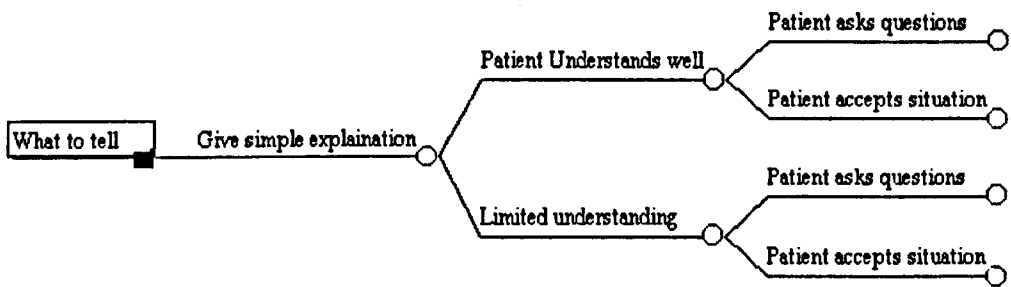 Patient asks questions
Patient Understands well
Patient accepts situation
What to tell
Give simple explaination
Patient asks questions
Limited understanding
Patient accepts situation